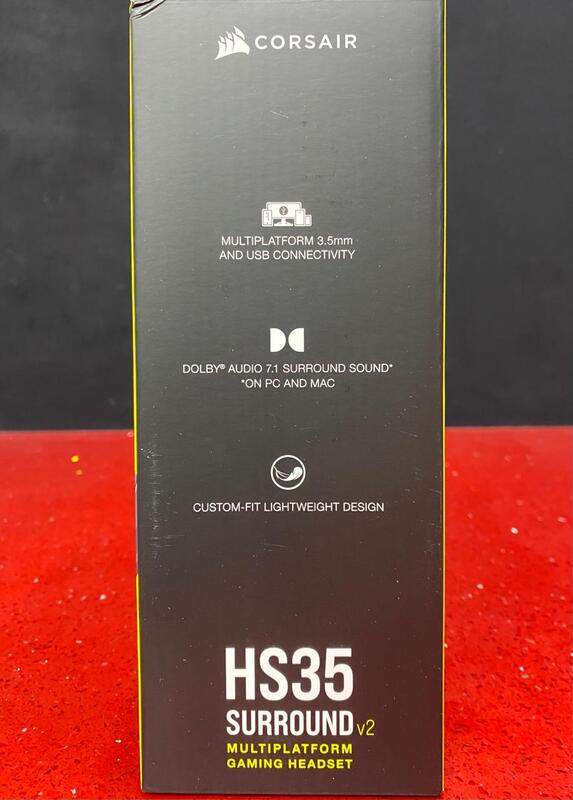 CORSAIR
MULTIPLATFORM 3.5mm
AND USB CONNECTIVITY
DOLBY® AUDIO 7.1 SURROUND SOUND*
*ON PC AND MAC
CUSTOM-FIT LIGHTWEIGHT DESIGN
HS35
SURROUND v2
MULTIPLATFORM
GAMING HEADSET